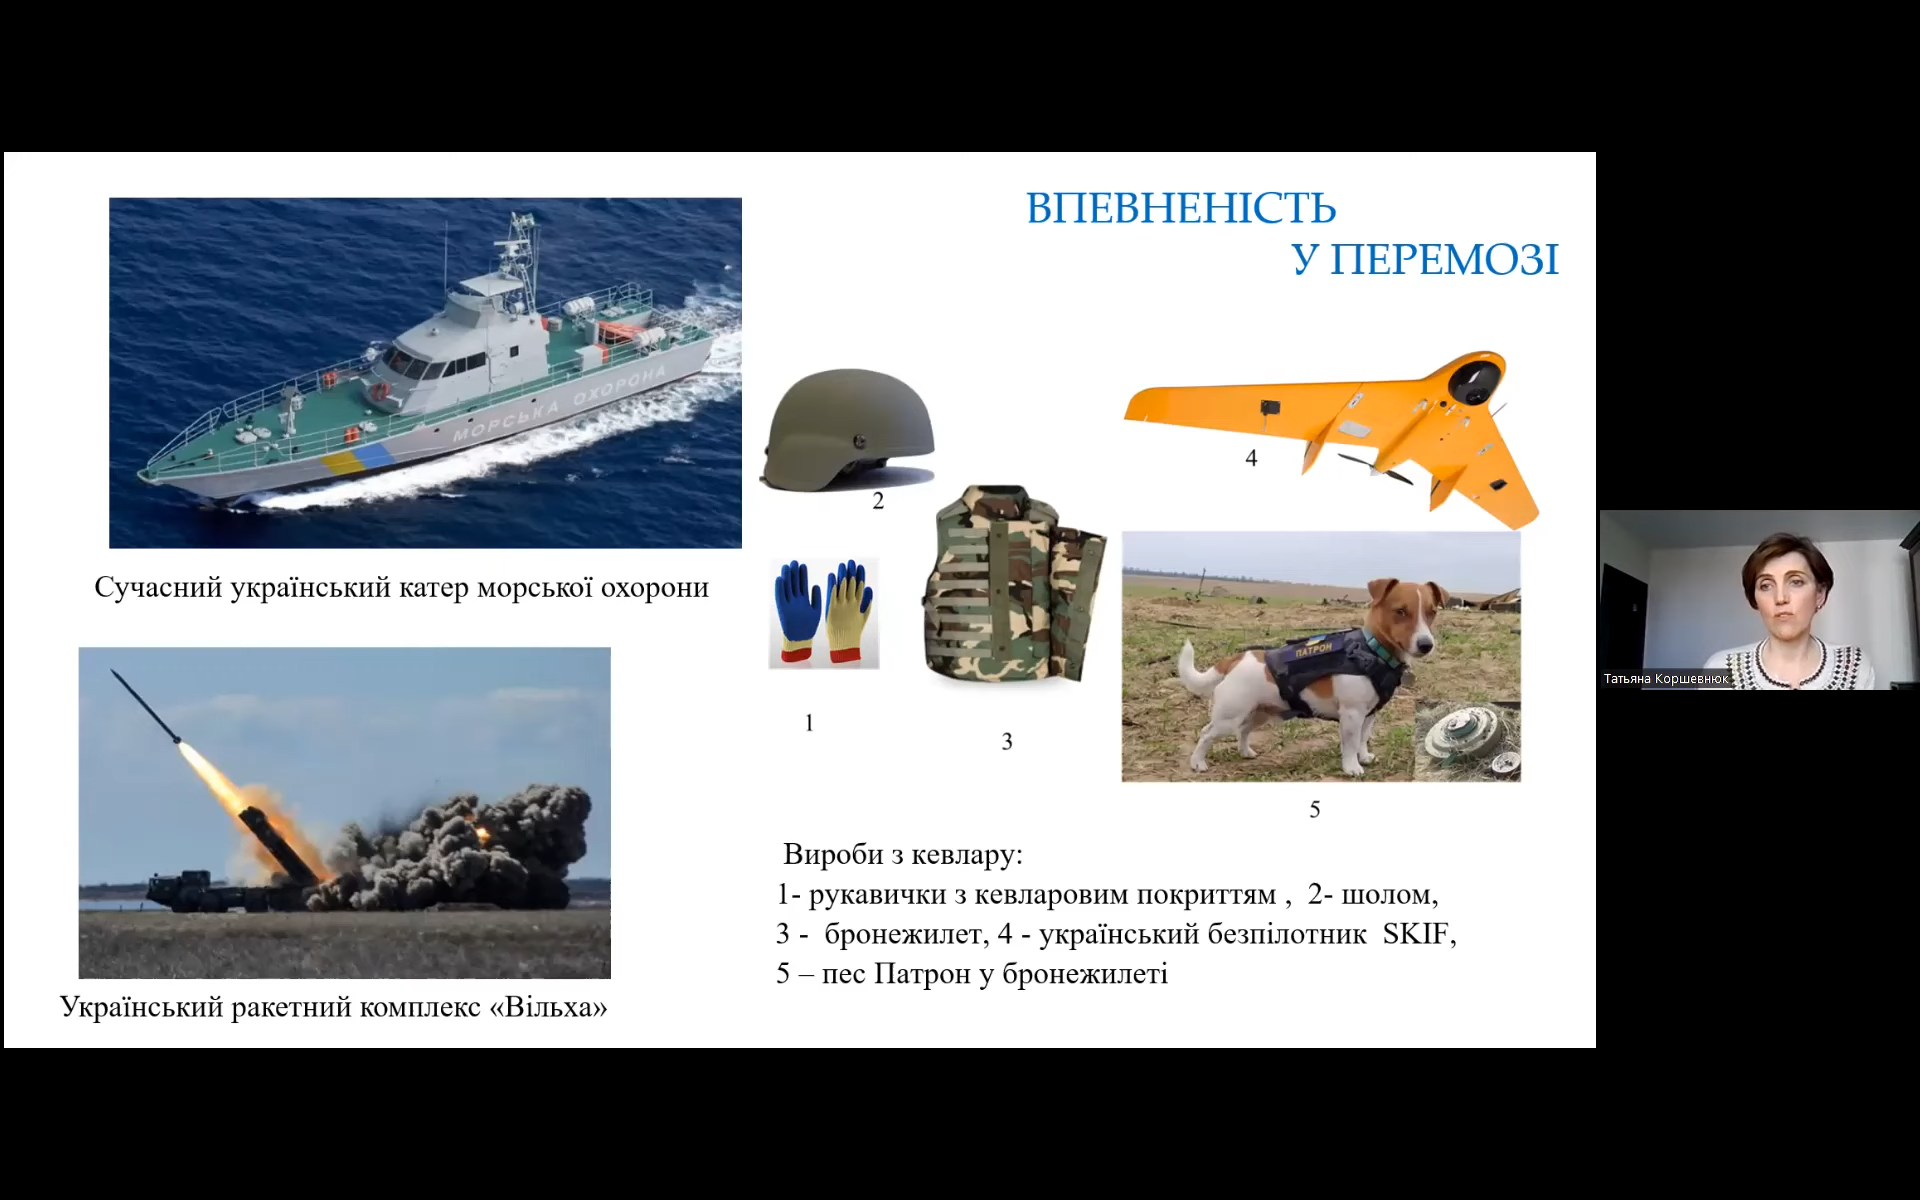 ВПЕВНЕНІСТЬ
У ПЕРЕМОЗІ
МОРСЬКА ОХОРОНА
Сучасний український катер морської охорони
2
4
1
3
ПАТРОН
5
Український ракетний комплекс «Вільха»
Вироби з кевлару:
1- рукавички з кевларовим покриттям , 2- шолом,
3 - бронежилет, 4 - український безпілотник SKIF,
5 – пес Патрон у бронежилеті
Татьяна Коршевнюк